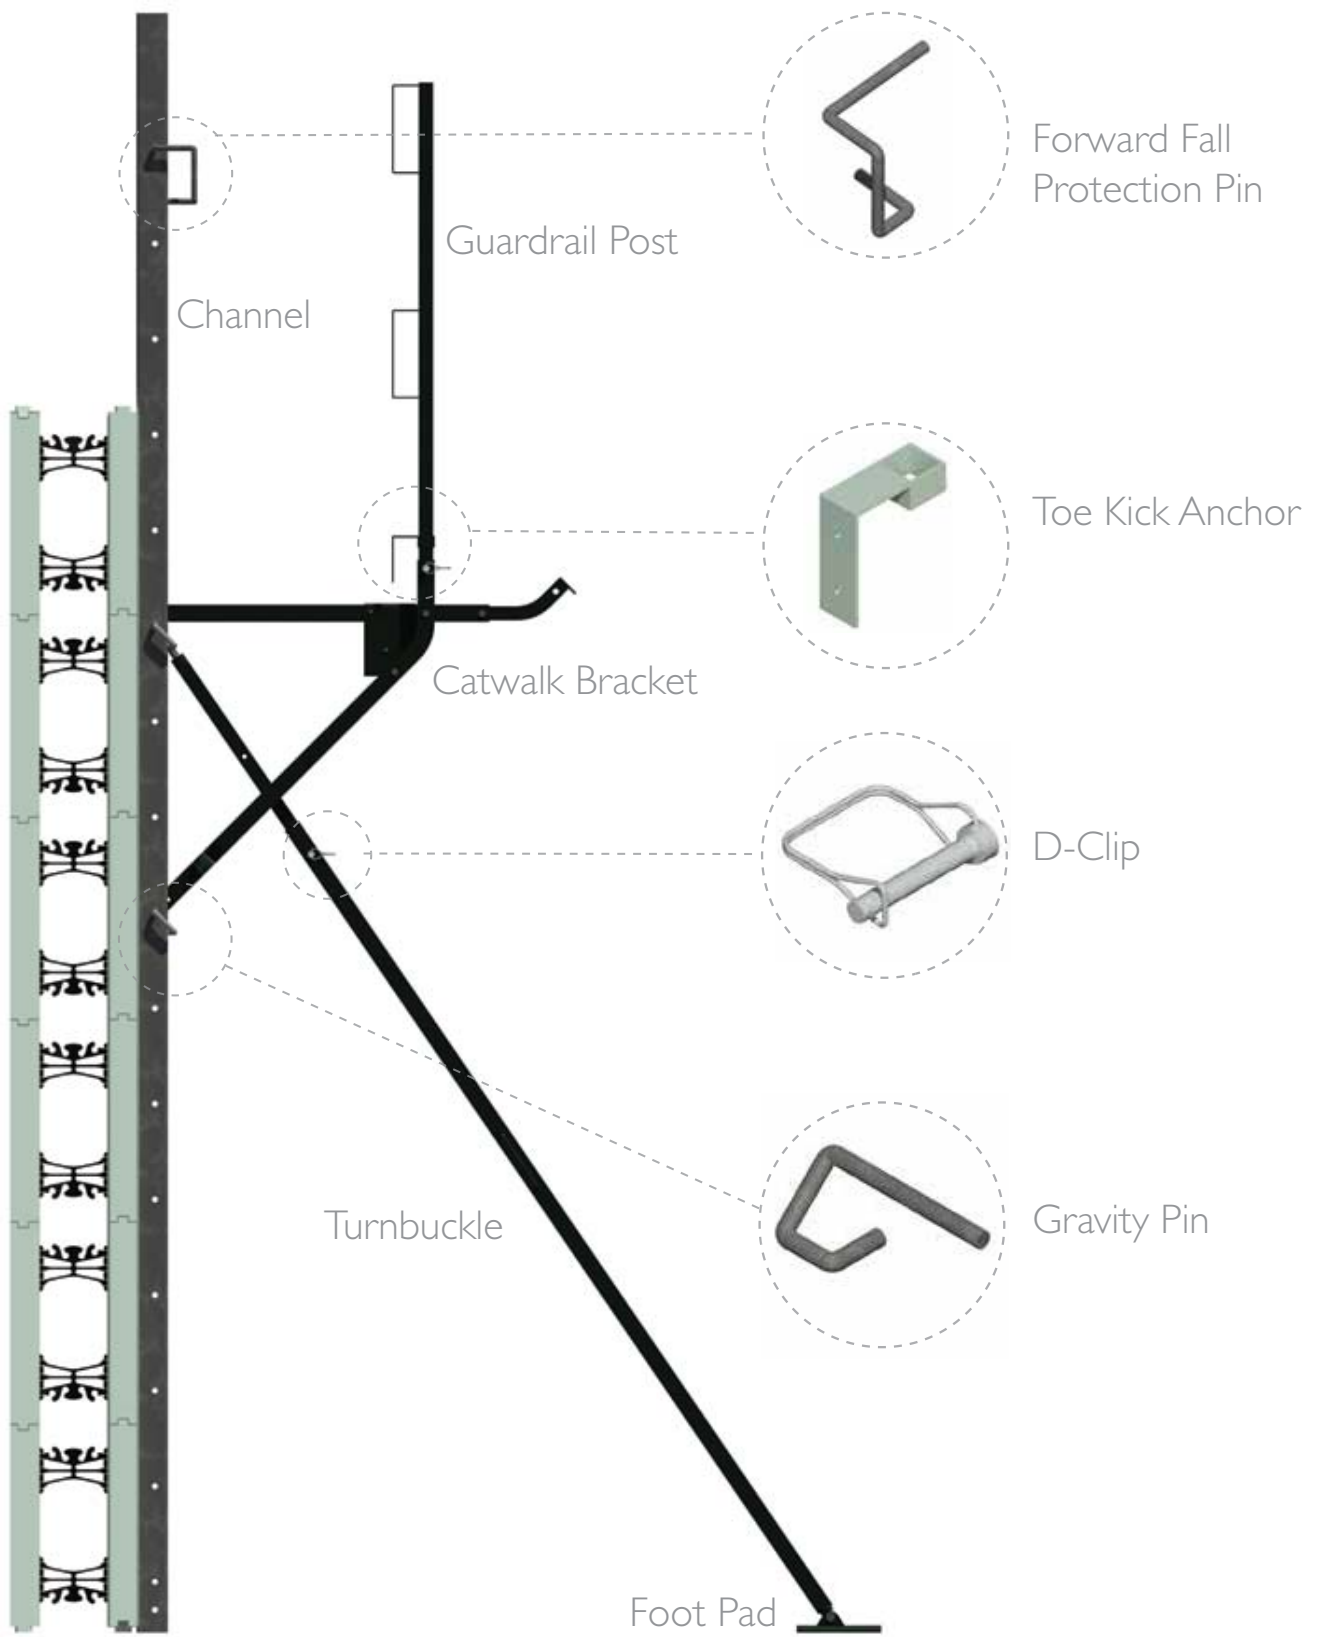 Forward Fall
Protection Pin
Guardrail Post
Channel
Toe Kick Anchor
Catwalk Bracket
D-Clip
Turnbuckle
Gravity Pin
Foot Pad